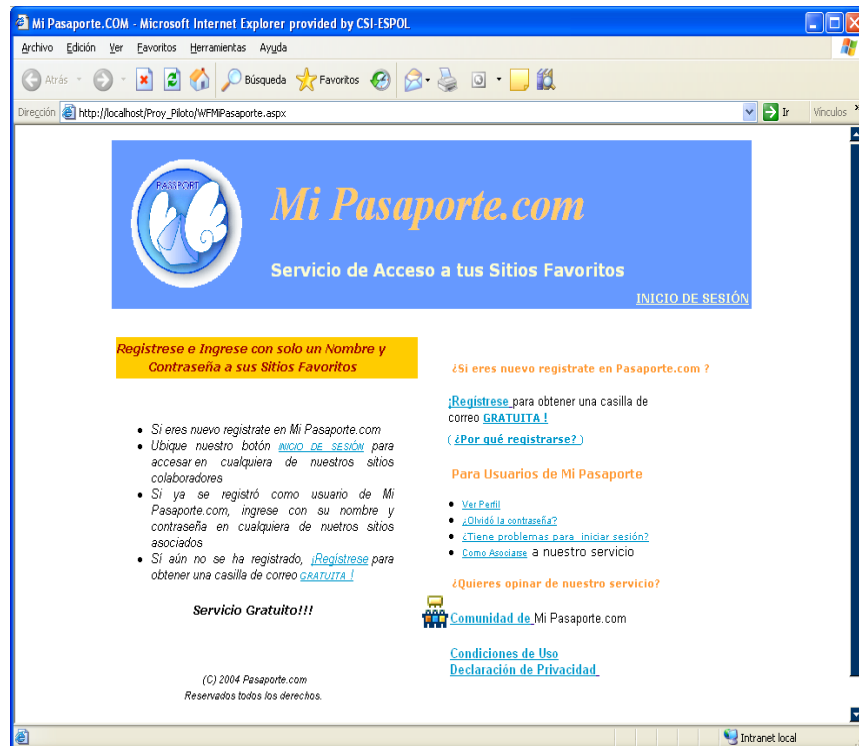 Mi Pasaporte.COM - Microsoft Internet Explorer provided by CSI-ESPOL
Archivo Edición Ver Favoritos Herramientas Ayuda
Atrás Búsqueda Favoritos
Dirección http://localhost/Proy_Piloto/WFMiPasaporte.aspx Ir Vínculos »
PASSPORT
Mi Pasaporte.com
Servicio de Acceso a tus Sitios Favoritos
INICIO DE SESIÓN
Registrese e Ingrese con solo un Nombre y
Contraseña a sus Sitios Favoritos
• Si eres nuevo registrate en Mi Pasaporte.com
• Ubique nuestro botón INICIO DE SESIÓN para
accesar en cualquiera de nuestros sitios
colaboradores
• Si ya se registró como usuario de Mi
Pasaporte.com, ingrese con su nombre y
contraseña en cualquiera de nuetros sitios
asociados
• Sí aún no se ha registrado, ¡Regístrese para
obtener una casilla de correo GRATUITA !
Servicio Gratuito!!!
(C) 2004 Pasaporte.com
Reservados todos los derechos.
¿Si eres nuevo registrate en Pasaporte.com ?
¡Regístrese para obtener una casilla de
correo GRATUITA !
( ¿Por qué registrarse? )
Para Usuarios de Mi Pasaporte
• Ver Perfil
• ¿Olvidó la contraseña?
• ¿Tiene problemas para iniciar sesión?
• Como Asociarse a nuestro servicio
¿Quieres opinar de nuestro servicio?
Comunidad de Mi Pasaporte.com
Condiciones de Uso
Declaración de Privacidad
Intranet local